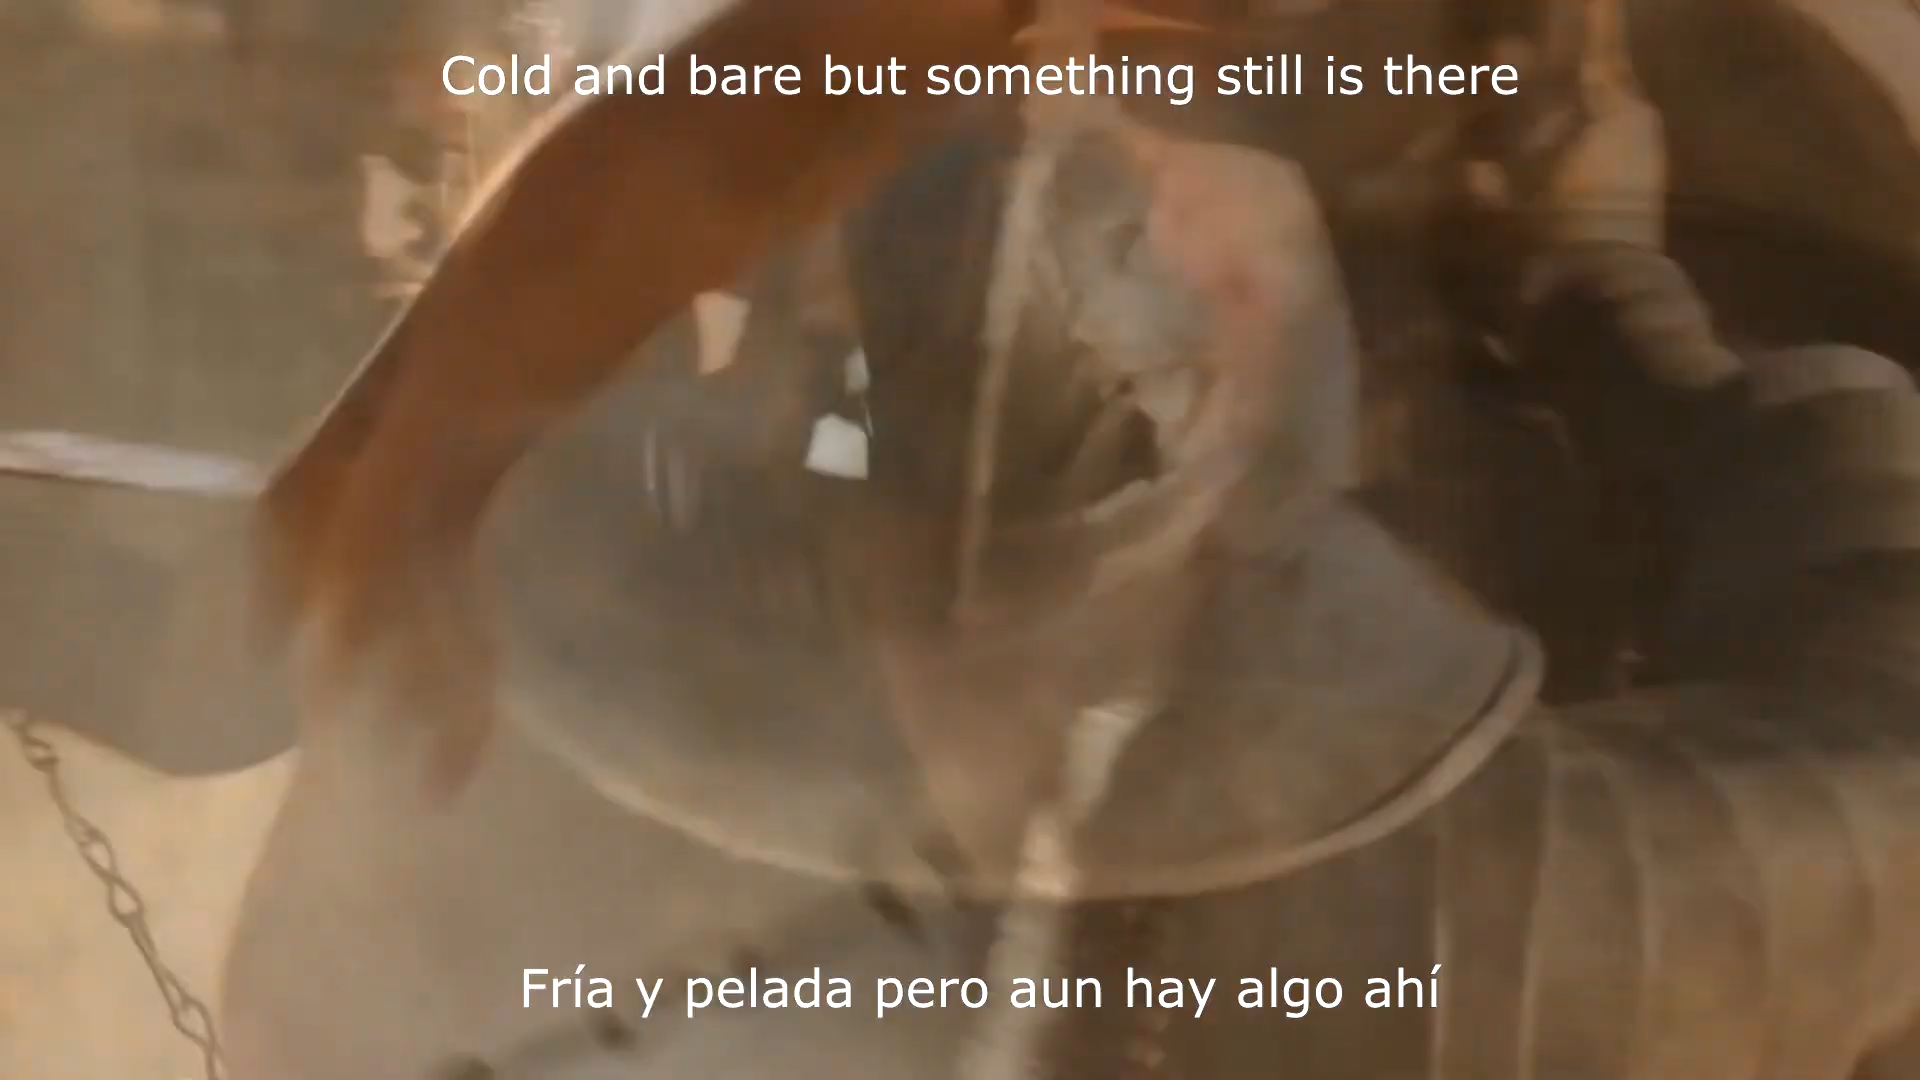 Cold and bare but something still is there
Fría y pelada pero aun hay algo ahí